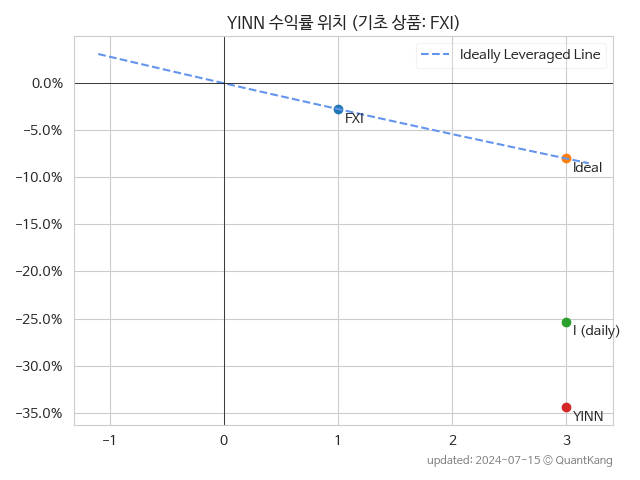 YINN 수익률 위치 (기초 상품: FXI)
Ideally Leveraged Line
0.0%
FXI
−5.0%
−10.0%
Ideal
−15.0%
−20.0%
−25.0%
I (daily)
−30.0%
−35.0%
YINN
−1
0
1
2
3
updated: 2024-07-15 © QuantKang